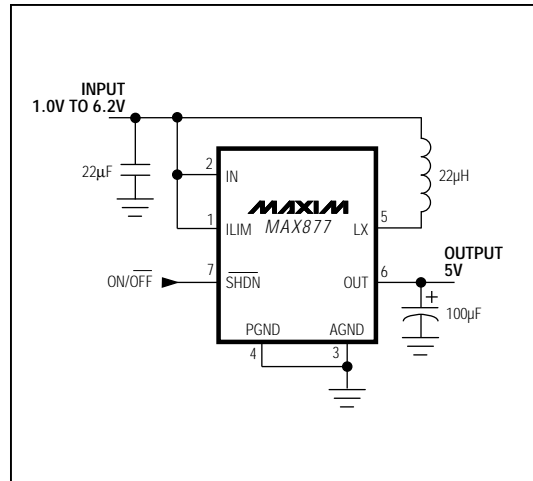 INPUT
1.0V TO 6.2V
22µF
2
IN
22µH
MAXIM
MAX877
1
ILIM
5
LX
OUTPUT
5V
7
ON/OFF
SHDN
6
OUT
+
100µF
PGND
AGND
4
3